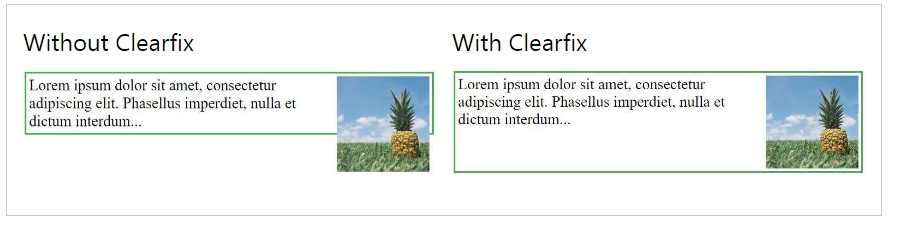 Without Clearfix
Lorem ipsum dolor sit amet, consectetur
adipiscing elit. Phasellus imperdiet, nulla et
dictum interdum...
With Clearfix
Lorem ipsum dolor sit amet, consectetur
adipiscing elit. Phasellus imperdiet, nulla et
dictum interdum...